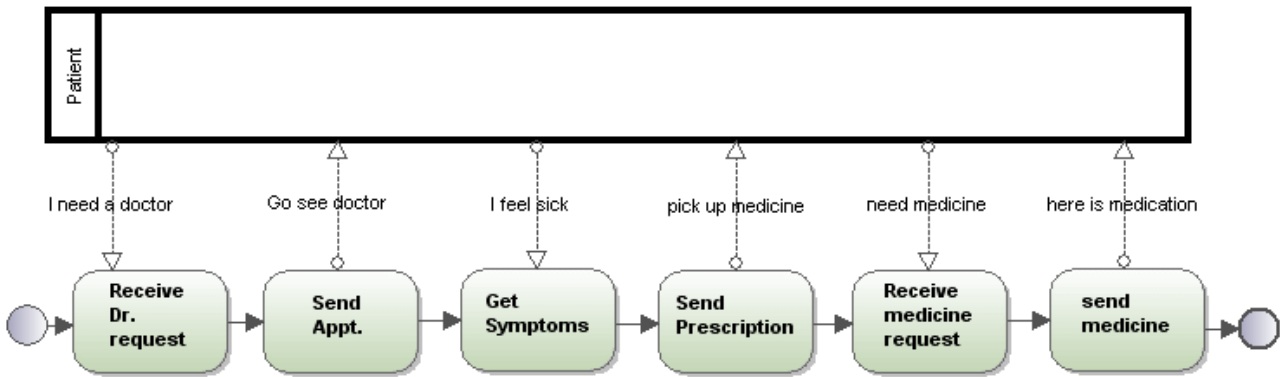 Patient
I need a doctor
Go see doctor
I feel sick
pick up medicine
need medicine
here is medication
Receive
Dr.
request
Send
Appt.
Get
Symptoms
Send
Prescription
Receive
medicine
request
send
medicine